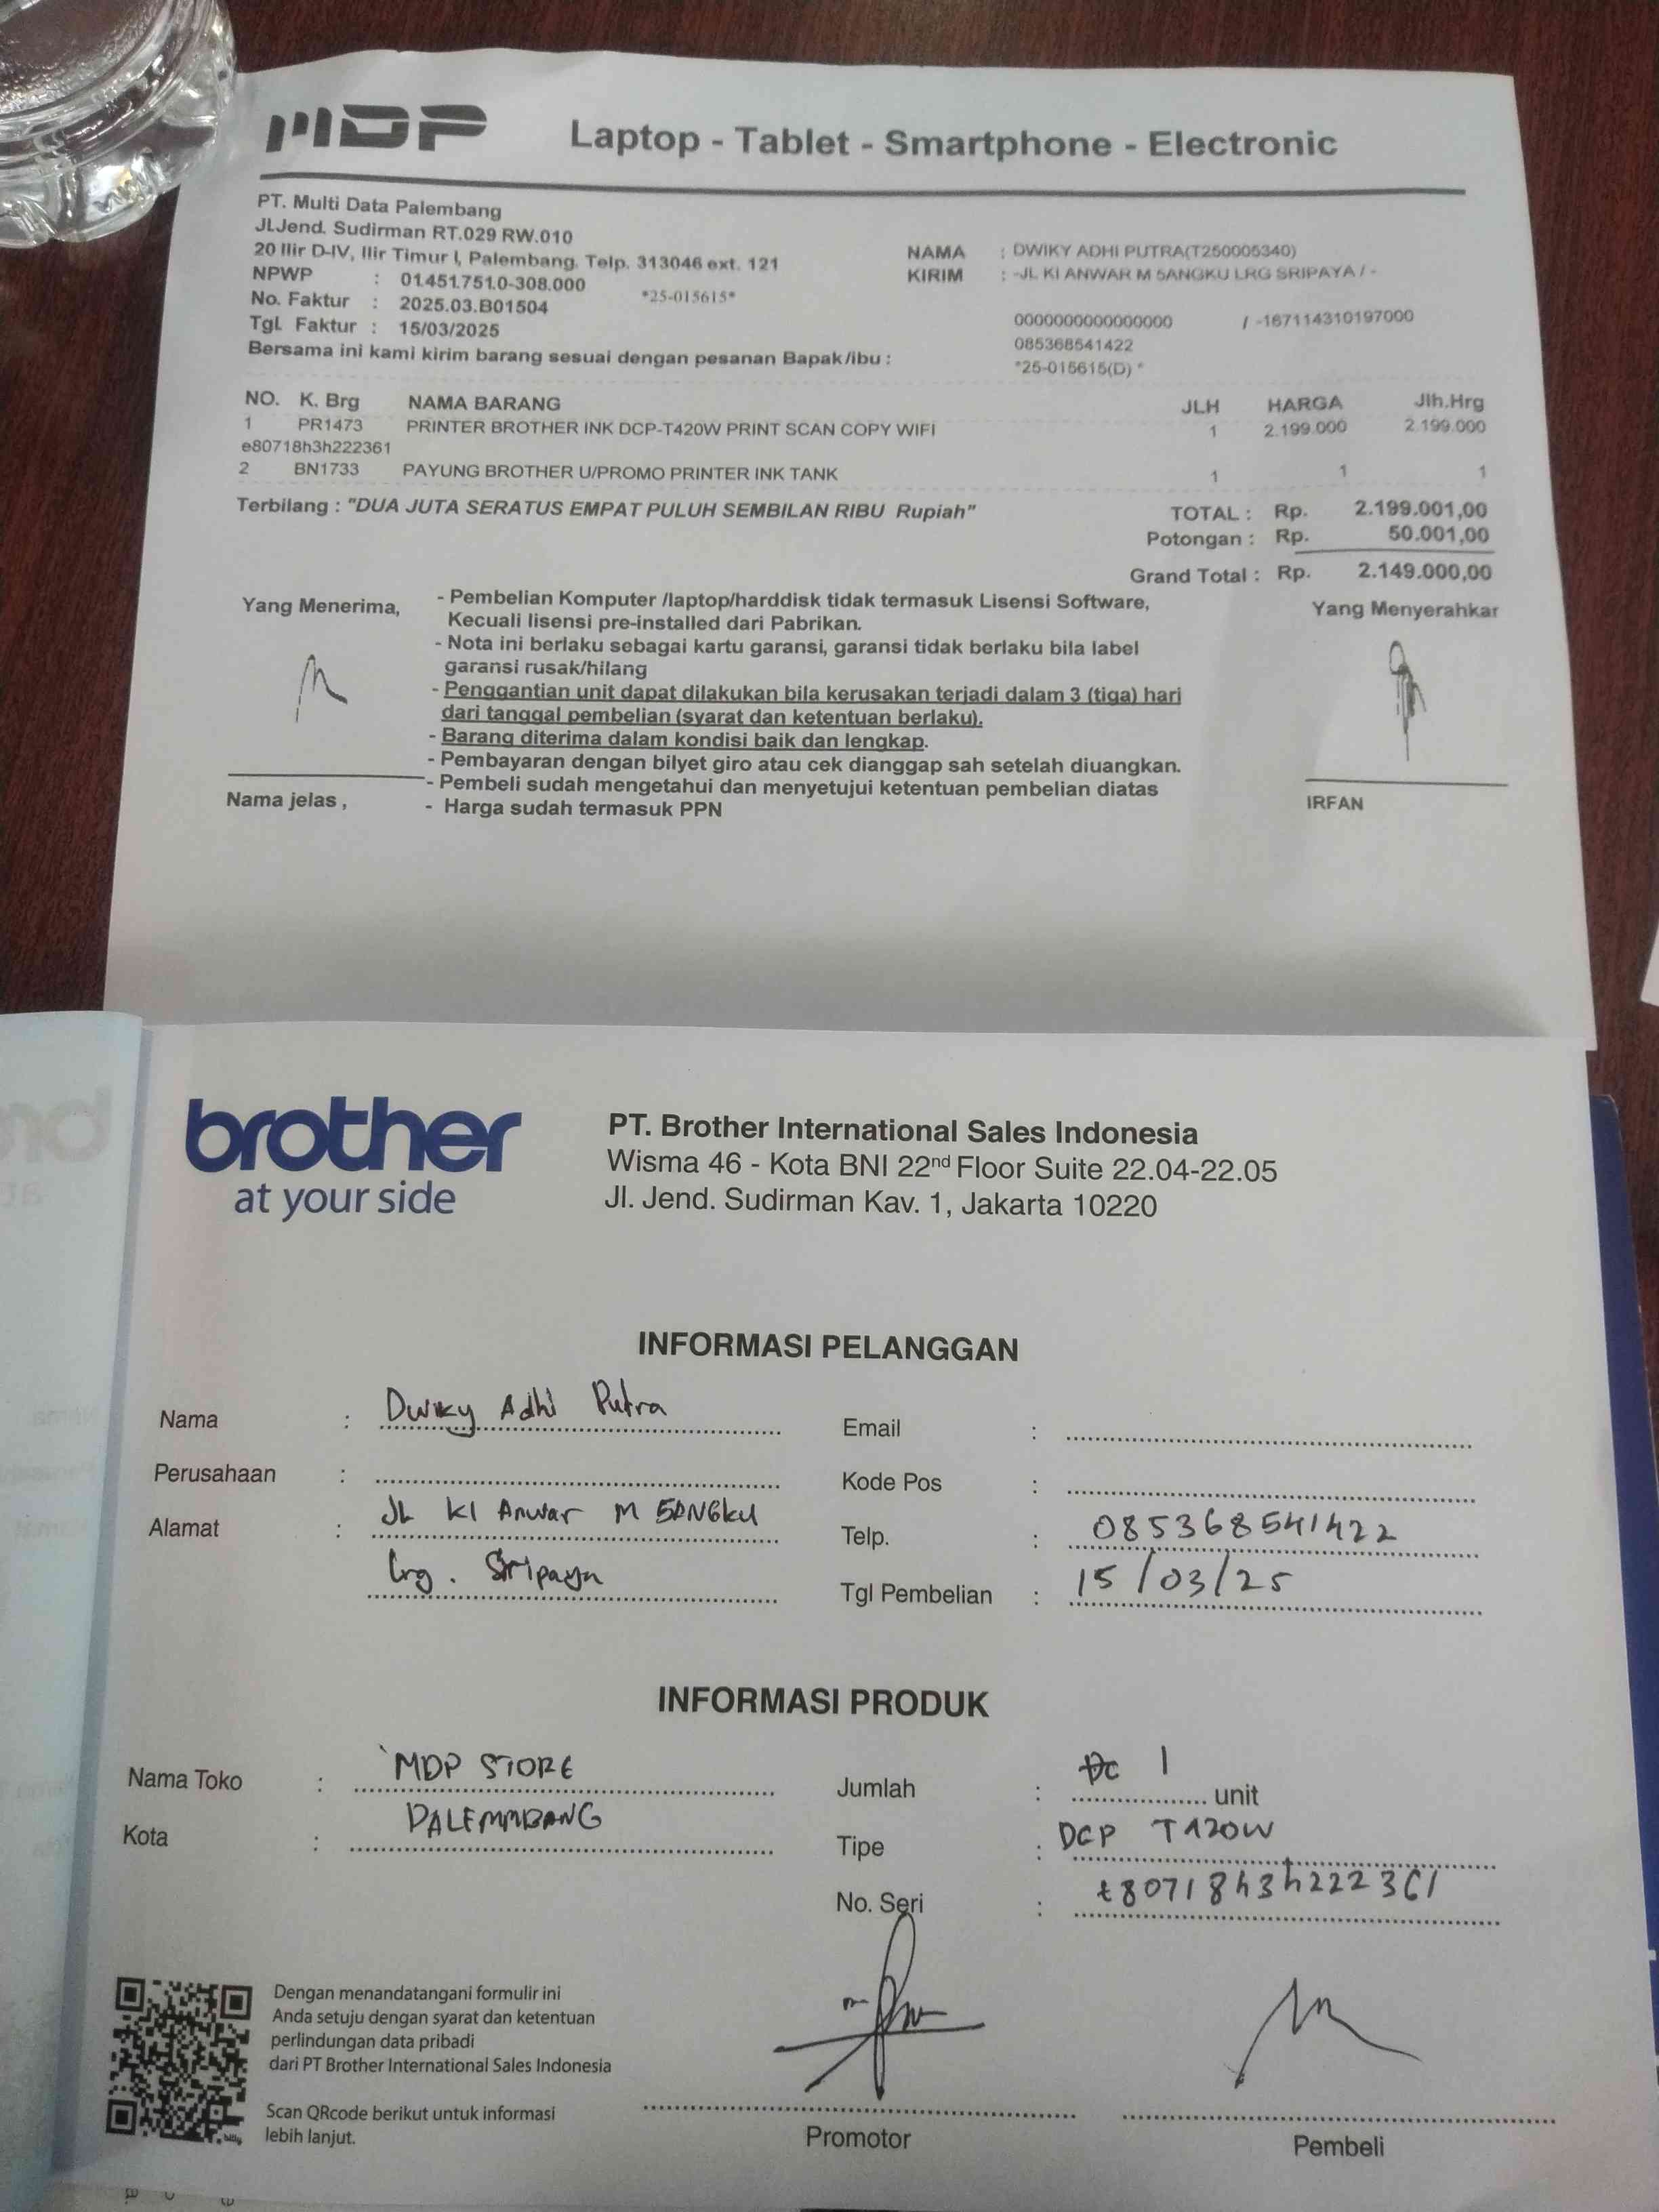 MDP Laptop - Tablet - Smartphone - Electronic
PT. Multi Data Palembang
Jl.Jend. Sudirman RT.029 RW.010
20 Ilir D-IV, Ilir Timur I, Palembang. Telp. 313046 ext. 121
NPWP : 01.451.751.0-308.000
No. Faktur : 2025.03.B01504 *25-015615*
Tgl. Faktur : 15/03/2025
Bersama ini kami kirim barang sesuai dengan pesanan Bapak/ibu :
NAMA : DWIKY ADHI PUTRA(T250005340)
KIRIM : -JL KI ANWAR M 5ANGKU LRG SRIPAYA / -
0000000000000000 / -167114310197000
085368541422
*25-015615(D) *
NO. K. Brg NAMA BARANG JLH HARGA Jlh.Hrg
1 PR1473 PRINTER BROTHER INK DCP-T420W PRINT SCAN COPY WIFI 1 2.199.000 2.199.000
e80718h3h222361
2 BN1733 PAYUNG BROTHER U/PROMO PRINTER INK TANK 1 1 1
Terbilang : "DUA JUTA SERATUS EMPAT PULUH SEMBILAN RIBU Rupiah"
TOTAL : Rp. 2.199.001,00
Potongan : Rp. 50.001,00
Grand Total : Rp. 2.149.000,00
Yang Menerima,
- Pembelian Komputer /laptop/harddisk tidak termasuk Lisensi Software,
Kecuali lisensi pre-installed dari Pabrikan.
- Nota ini berlaku sebagai kartu garansi, garansi tidak berlaku bila label
garansi rusak/hilang
- Penggantian unit dapat dilakukan bila kerusakan terjadi dalam 3 (tiga) hari
dari tanggal pembelian (syarat dan ketentuan berlaku).
- Barang diterima dalam kondisi baik dan lengkap.
- Pembayaran dengan bilyet giro atau cek dianggap sah setelah diuangkan.
- Pembeli sudah mengetahui dan menyetujui ketentuan pembelian diatas
- Harga sudah termasuk PPN
Yang Menyerahkar
Nama jelas ,
IRFAN
brother
at your side
PT. Brother International Sales Indonesia
Wisma 46 - Kota BNI 22nd Floor Suite 22.04-22.05
Jl. Jend. Sudirman Kav. 1, Jakarta 10220
INFORMASI PELANGGAN
Nama : Dwiky Adhi Putra
Perusahaan :
Alamat : JL KI Anwar M 5ANGku
Lrg. Sripaya
Email :
Kode Pos :
Telp. : 085368541422
Tgl Pembelian : 15/03/25
INFORMASI PRODUK
Nama Toko : MDP STORE
Kota : PALEMMBANG
Jumlah : 1 unit
Tipe : DCP T420W
No. Seri : E80718h3h222361
Dengan menandatangani formulir ini
Anda setuju dengan syarat dan ketentuan
perlindungan data pribadi
dari PT Brother International Sales Indonesia
Scan QRcode berikut untuk informasi
lebih lanjut.
Promotor
Pembeli